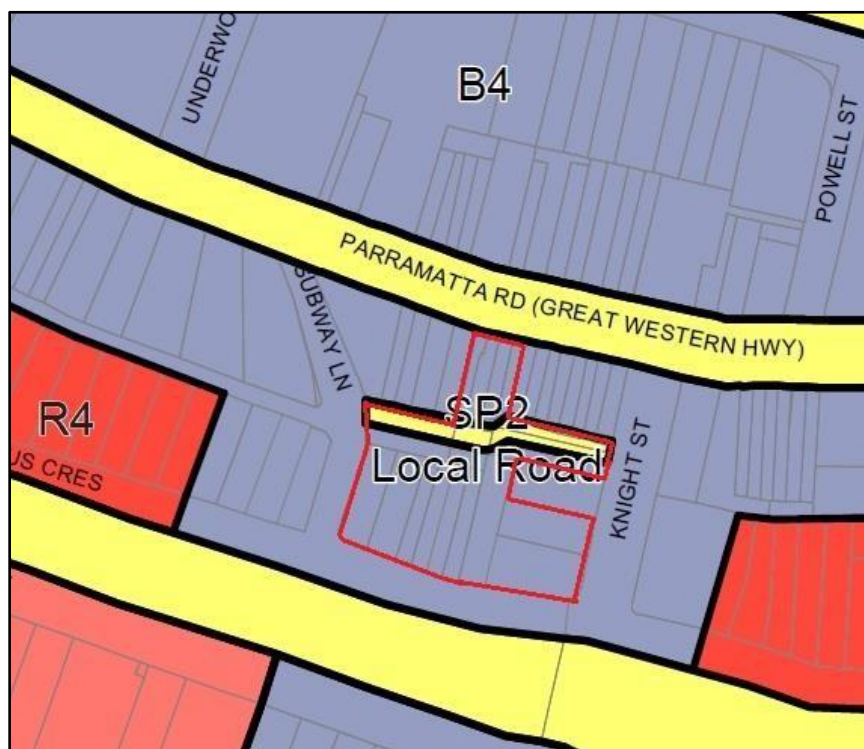 UNDERWO
B4
POWELL ST
PARRAMATTA RD (GREAT WESTERN HWY)
SUBWAY LN
SP2
R4
Local Road
KNIGHT ST
US CRES